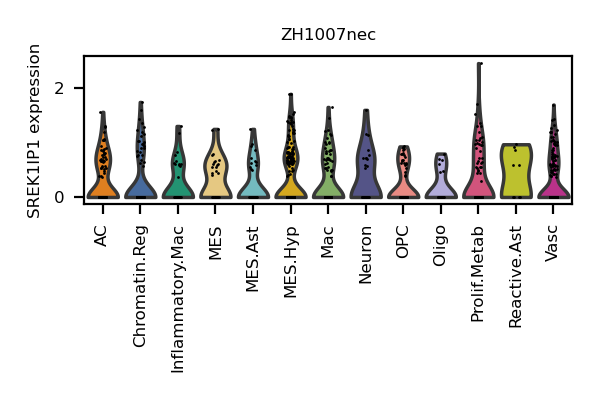 ZH1007nec
SREK1IP1 expression
2
0
AC
Chromatin.Reg
Inflammatory.Mac
MES
MES.Ast
MES.Hyp
Mac
Neuron
OPC
Oligo
Prolif.Metab
Reactive.Ast
Vasc